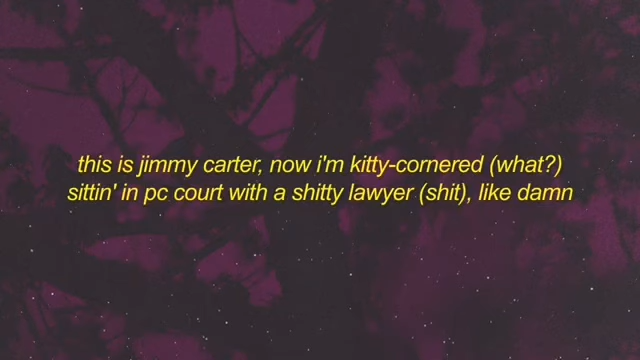 this is jimmy carter, now i'm kitty-cornered (what?)
sittin' in pc court with a shitty lawyer (shit), like damn